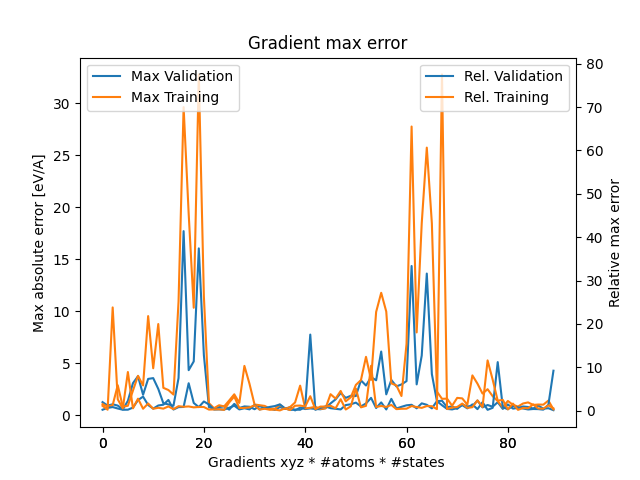 Gradient max error
Max Validation
Max Training
Rel. Validation
Rel. Training
Max absolute error [eV/A]
0
5
10
15
20
25
30
0
20
40
60
80
Gradients xyz * #atoms * #states
0
10
20
30
40
50
60
70
80
Relative max error